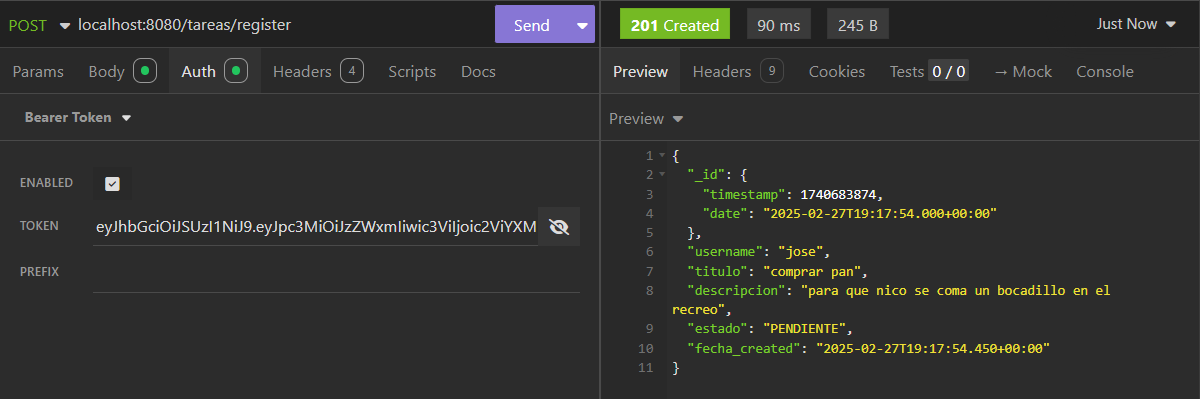 POST localhost:8080/tareas/register Send
201 Created 90 ms 245 B Just Now
Params Body Auth Headers 4 Scripts Docs
Preview Headers 9 Cookies Tests 0 / 0 → Mock Console
Bearer Token
Preview
ENABLED
TOKEN eyJhbGciOiJSUzI1NiJ9.eyJpc3MiOiJzZWxmIiwic3ViIjoic2ViYXM
PREFIX
1 {
2 "_id": {
3 "timestamp": 1740683874,
4 "date": "2025-02-27T19:17:54.000+00:00"
5 },
6 "username": "jose",
7 "titulo": "comprar pan",
8 "descripcion": "para que nico se coma un bocadillo en el
recreo",
9 "estado": "PENDIENTE",
10 "fecha_created": "2025-02-27T19:17:54.450+00:00"
11 }